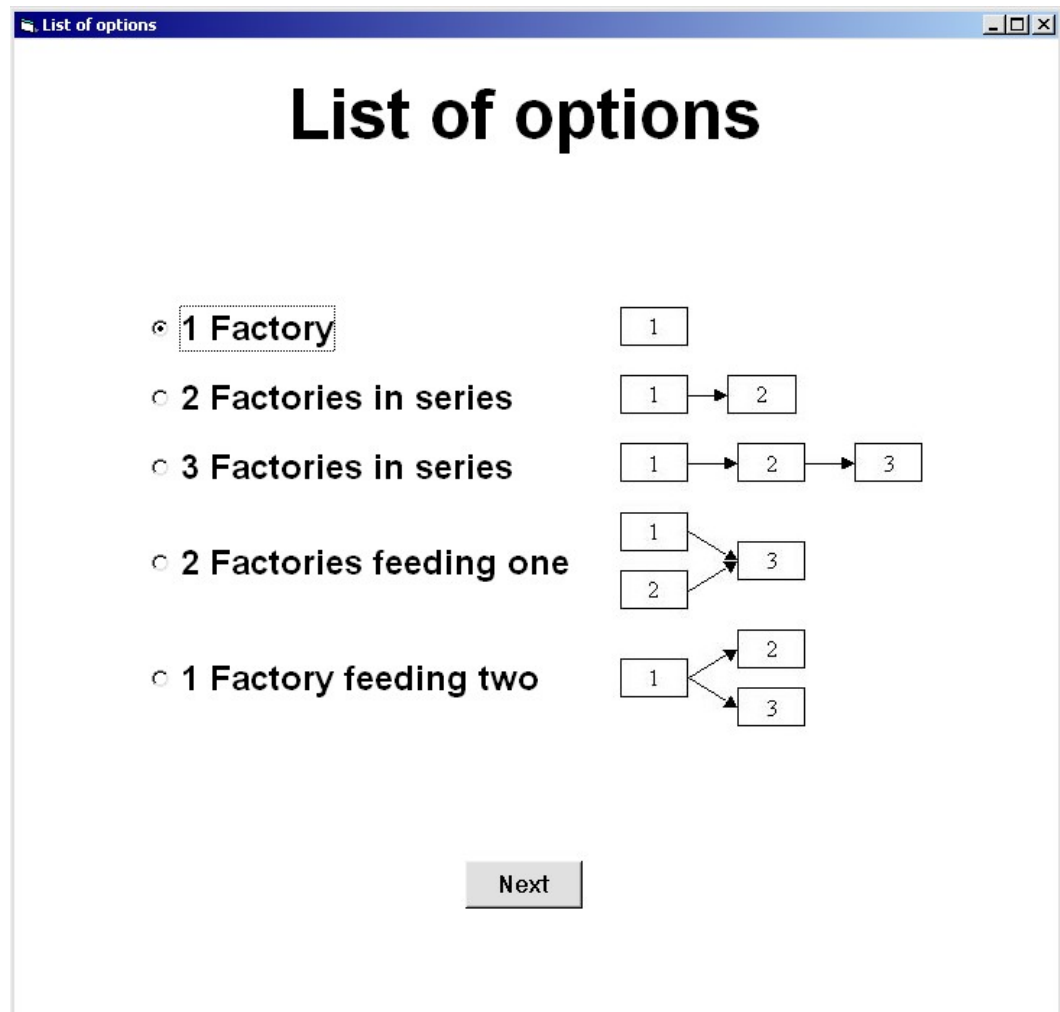 List of options
List of options
1 Factory
1
2 Factories in series
1 2
3 Factories in series
1 2 3
2 Factories feeding one
1
3
2
1 Factory feeding two
2
1
3
Next